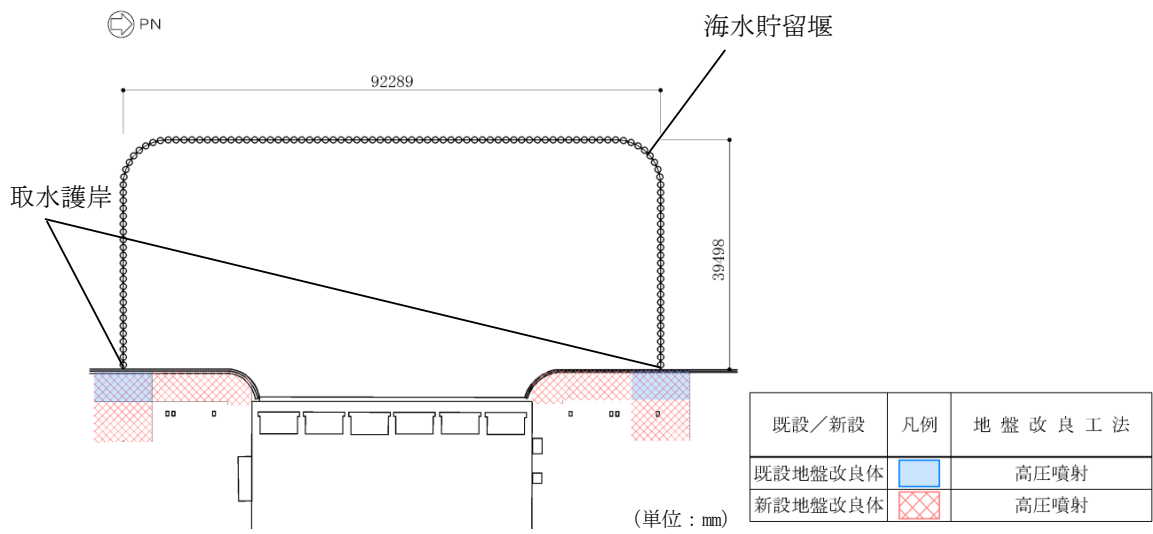 PN
海水貯留堰
92289
取水護岸
39498
既設／新設 凡例 地盤改良工法
既設地盤改良体 高圧噴射
新設地盤改良体 高圧噴射
(単位：㎜)